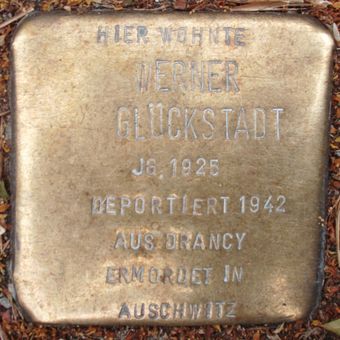 HIER WOHNTE
WERNER
GLÜCKSTADT
JG. 1925
DEPORTIERT 1942
AUS DRANCY
ERMORDET IN
AUSCHWITZ